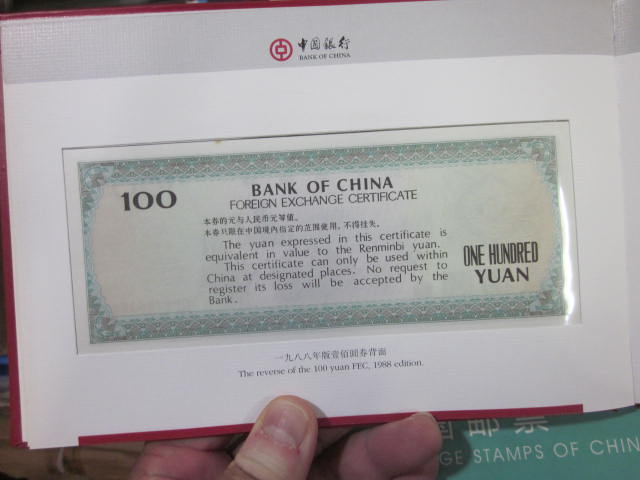 中国银行
BANK OF CHINA
100
BANK OF CHINA
FOREIGN EXCHANGE CERTIFICATE
本券的元与人民币元等值。
本券只限在中国境内指定的范围使用，不得挂失。
The yuan expressed in this certificate is
equivalent in value to the Renminbi yuan.
This certificate can only be used within
China at designated places. No request to
register its loss will be accepted by the
Bank.
ONE HUNDRED
YUAN
一九八八年版壹佰圆券背面
The reverse of the 100 yuan FEC, 1988 edition.
邮票
STAMPS OF CHIN